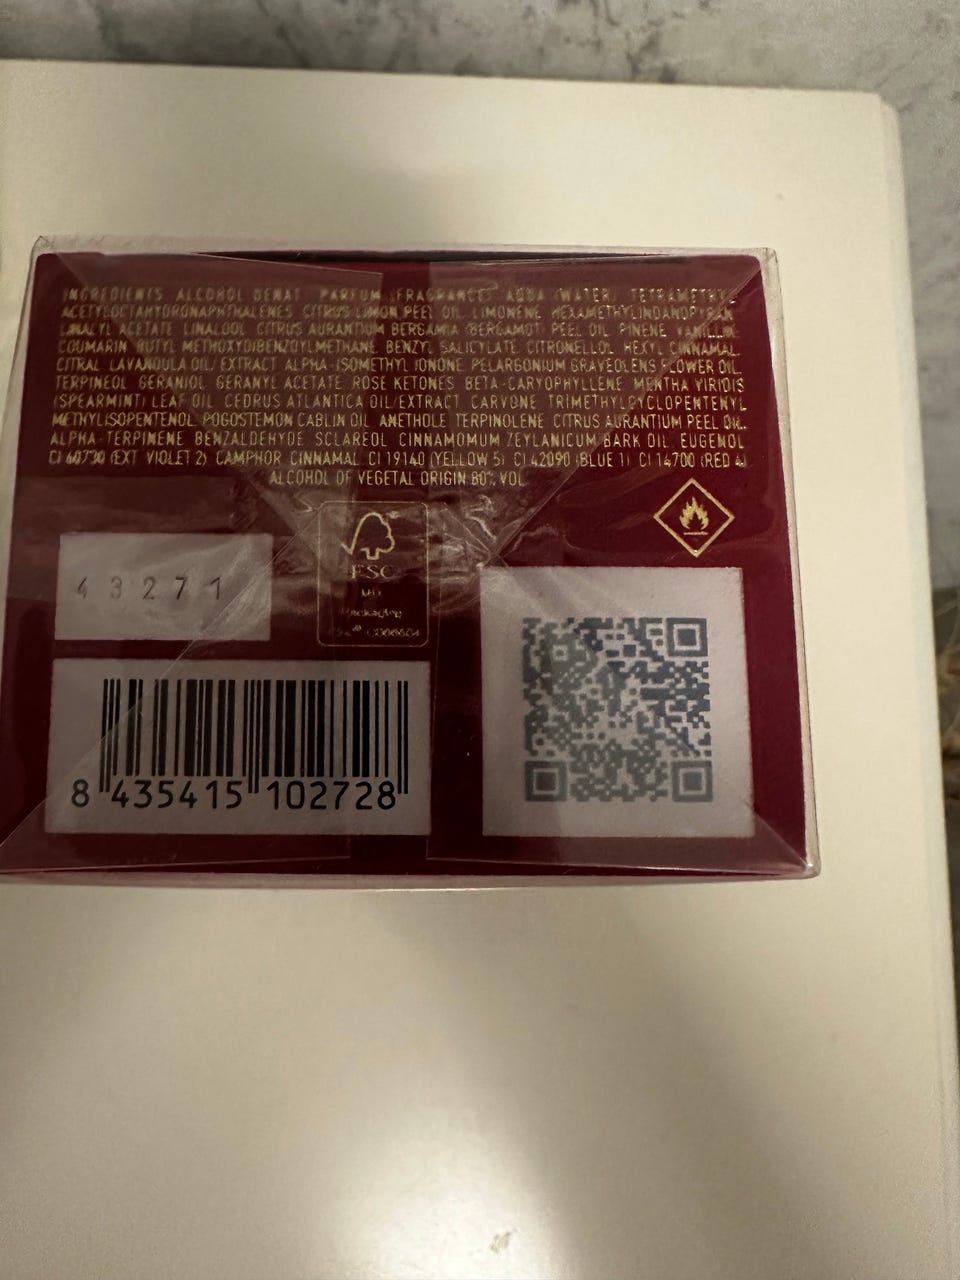 INGREDIENTS ALCOHOL DENAT. PARFUM (FRAGRANCE) AQUA (WATER) TETRAMETHYL
ACETYLOCTAHYDRONAPHTHALENES CITRUS LIMON PEEL OIL LIMONENE HEXAMETHYLINDANOPYRAN
LINALYL ACETATE LINALOOL CITRUS AURANTIUM BERGAMIA (BERGAMOT) PEEL OIL PINENE VANILLIN
COUMARIN BUTYL METHOXYDIBENZOYLMETHANE BENZYL SALICYLATE CITRONELLOL HEXYL CINNAMAL
CITRAL LAVANDULA OIL/EXTRACT ALPHA-ISOMETHYL IONONE PELARGONIUM GRAVEOLENS FLOWER OIL
TERPINEOL GERANIOL GERANYL ACETATE ROSE KETONES BETA-CARYOPHYLLENE MENTHA VIRIDIS
(SPEARMINT) LEAF OIL CEDRUS ATLANTICA OIL/EXTRACT CARVONE TRIMETHYLCYCLOPENTENYL
METHYLISOPENTENOL POGOSTEMON CABLIN OIL ANETHOLE TERPINOLENE CITRUS AURANTIUM PEEL OIL
ALPHA-TERPINENE BENZALDEHYDE SCLAREOL CINNAMOMUM ZEYLANICUM BARK OIL EUGENOL
CI 60730 (EXT VIOLET 2) CAMPHOR CINNAMAL CI 19140 (YELLOW 5) CI 42090 (BLUE 1) CI 14700 (RED 4)
ALCOHOL OF VEGETAL ORIGIN 80% VOL.
FSC
Packaging
43271
8 435415 102728